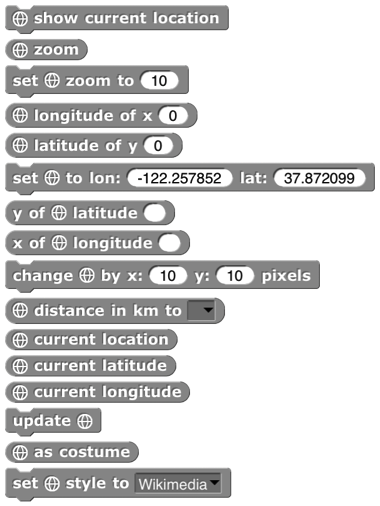 show current location
zoom
set zoom to 10
longitude of x 0
latitude of y 0
set to lon: -122.257852 lat: 37.872099
y of latitude
x of longitude
change by x: 10 y: 10 pixels
distance in km to
current location
current latitude
current longitude
update
as costume
set style to Wikimedia